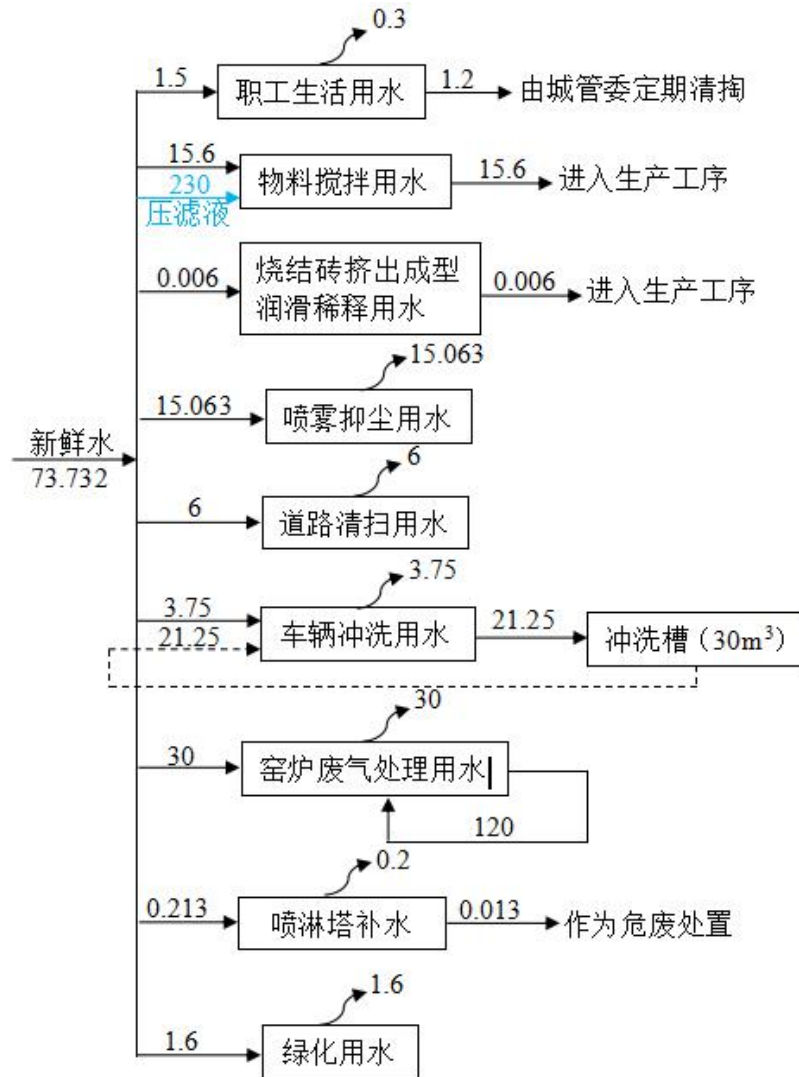 0.3
1.5
职工生活用水
1.2
由城管委定期清掏
15.6
230
压滤液
物料搅拌用水
15.6
进入生产工序
0.006
烧结砖挤出成型
润滑稀释用水
0.006
进入生产工序
15.063
15.063
喷雾抑尘用水
新鲜水
73.732
6
6
道路清扫用水
3.75
3.75
21.25
车辆冲洗用水
21.25
冲洗槽（30m³）
30
30
窑炉废气处理用水
120
0.2
0.213
喷淋塔补水
0.013
作为危废处置
1.6
1.6
绿化用水